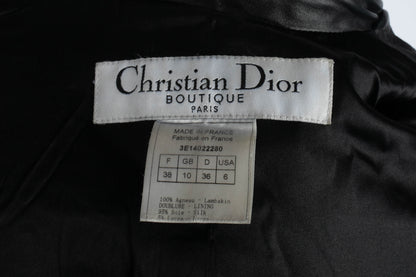 Christian Dior
BOUTIQUE
PARIS
MADE IN FRANCE
Fabriqué en France
3E14022260
F GB D USA
38 10 36 6
100% Agneau - Lambskin
DOUBLURE - LINING
95% Soie - Silk